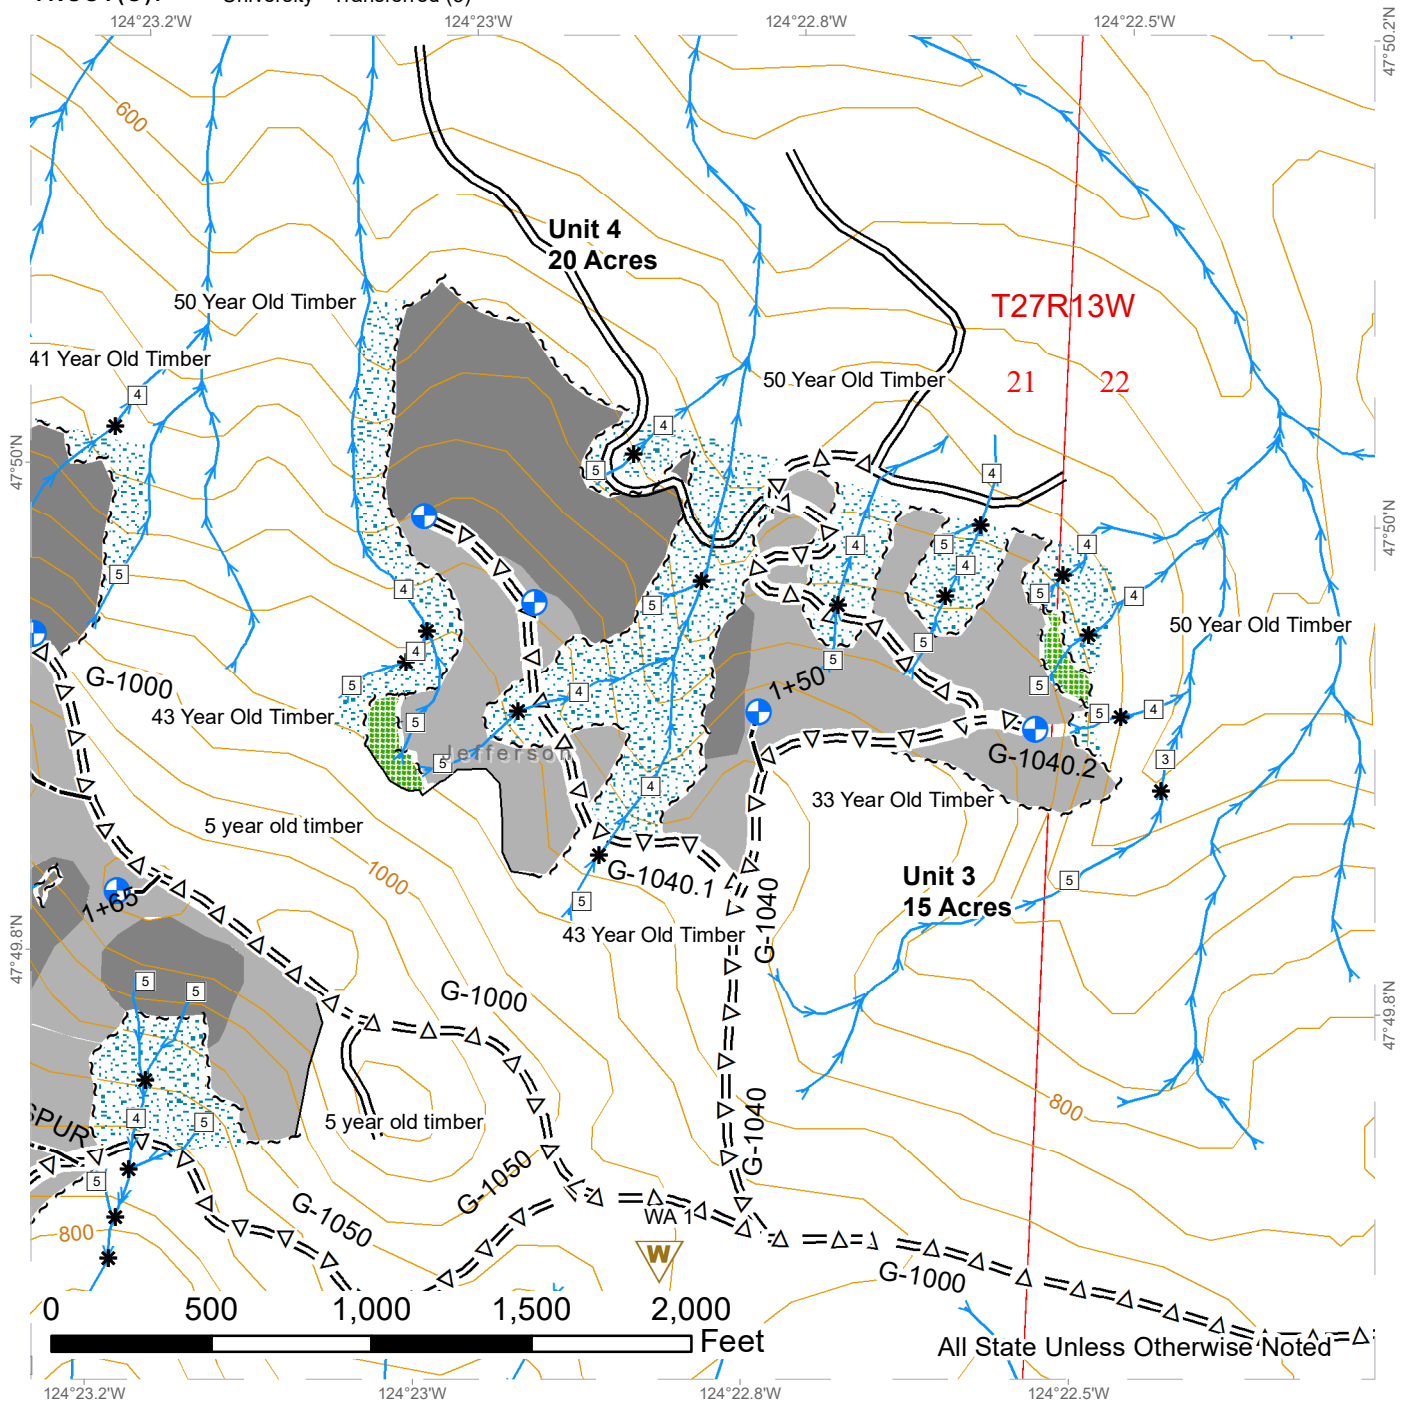 124°23.2'W
124°23'W
124°22.8'W
124°22.5'W
47°50.2'N
600
Unit 4
20 Acres
T27R13W
50 Year Old Timber
41 Year Old Timber
50 Year Old Timber
21
22
4
4
5
4
47°50'N
47°50'N
5
4
4
5
4
4
5
5
5
4
50 Year Old Timber
4
5
5
5
4
5
G-1000
1+50
43 Year Old Timber
5
4
5
Jefferson
5
G-1040.2
3
4
33 Year Old Timber
5 year old timber
1000
G-1040.1
Unit 3
15 Acres
5
1+65
5
G-1040
43 Year Old Timber
47°49.8'N
47°49.8'N
5
5
G-1000
800
4
5
5 year old timber
SPUR
G-1040
5
G-1050
G-1050
WA 1
W
800
G-1000
0
500
1,000
1,500
2,000
Feet
All State Unless Otherwise Noted
124°23.2'W
124°23'W
124°22.8'W
124°22.5'W